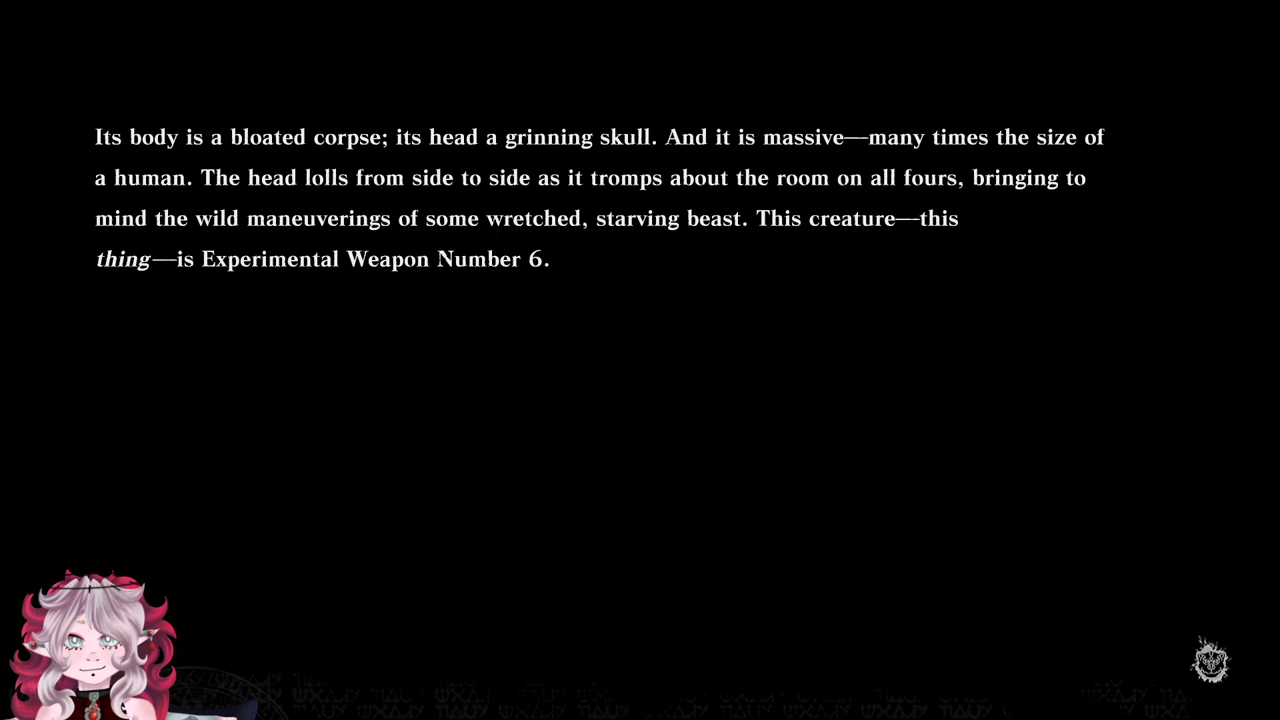 Its body is a bloated corpse; its head a grinning skull. And it is massive—many times the size of
a human. The head lolls from side to side as it tromps about the room on all fours, bringing to
mind the wild maneuverings of some wretched, starving beast. This creature—this
thing—is Experimental Weapon Number 6.